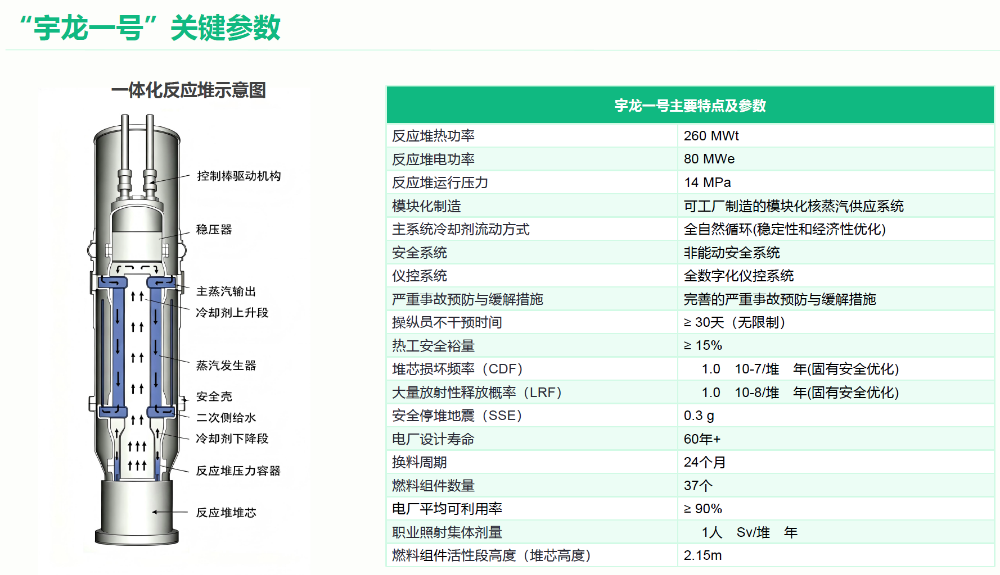 “宇龙一号”关键参数
一体化反应堆示意图
控制棒驱动机构
稳压器
主蒸汽输出
冷却剂上升段
蒸汽发生器
安全壳
二次侧给水
冷却剂下降段
反应堆压力容器
反应堆堆芯
宇龙一号主要特点及参数
反应堆热功率 260 MWt
反应堆电功率 80 MWe
反应堆运行压力 14 MPa
模块化制造 可工厂制造的模块化核蒸汽供应系统
主系统冷却剂流动方式 全自然循环(稳定性和经济性优化)
安全系统 非能动安全系统
仪控系统 全数字化仪控系统
严重事故预防与缓解措施 完善的严重事故预防与缓解措施
操纵员不干预时间 ≥ 30天（无限制）
热工安全裕量 ≥ 15%
堆芯损坏频率（CDF） 1.0 10-7/堆 年(固有安全优化)
大量放射性释放概率（LRF） 1.0 10-8/堆 年(固有安全优化)
安全停堆地震（SSE） 0.3 g
电厂设计寿命 60年+
换料周期 24个月
燃料组件数量 37个
电厂平均可利用率 ≥ 90%
职业照射集体剂量 1人 Sv/堆 年
燃料组件活性段高度（堆芯高度） 2.15m